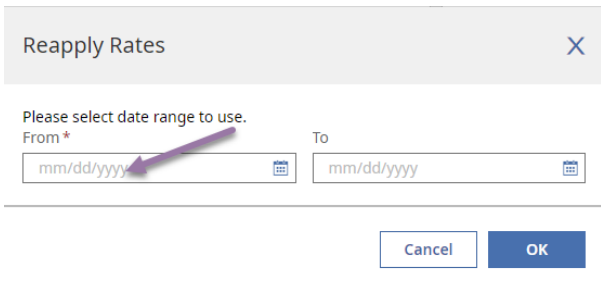 Reapply Rates X
Please select date range to use.
From * To
mm/dd/yyyy mm/dd/yyyy
Cancel OK